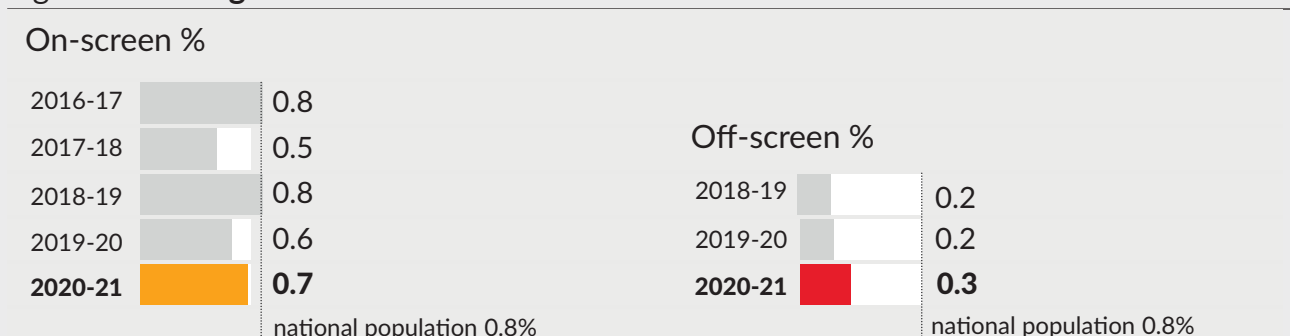 On-screen %
2016-17 0.8
2017-18 0.5
2018-19 0.8
2019-20 0.6
2020-21 0.7
national population 0.8%
Off-screen %
2018-19 0.2
2019-20 0.2
2020-21 0.3
national population 0.8%